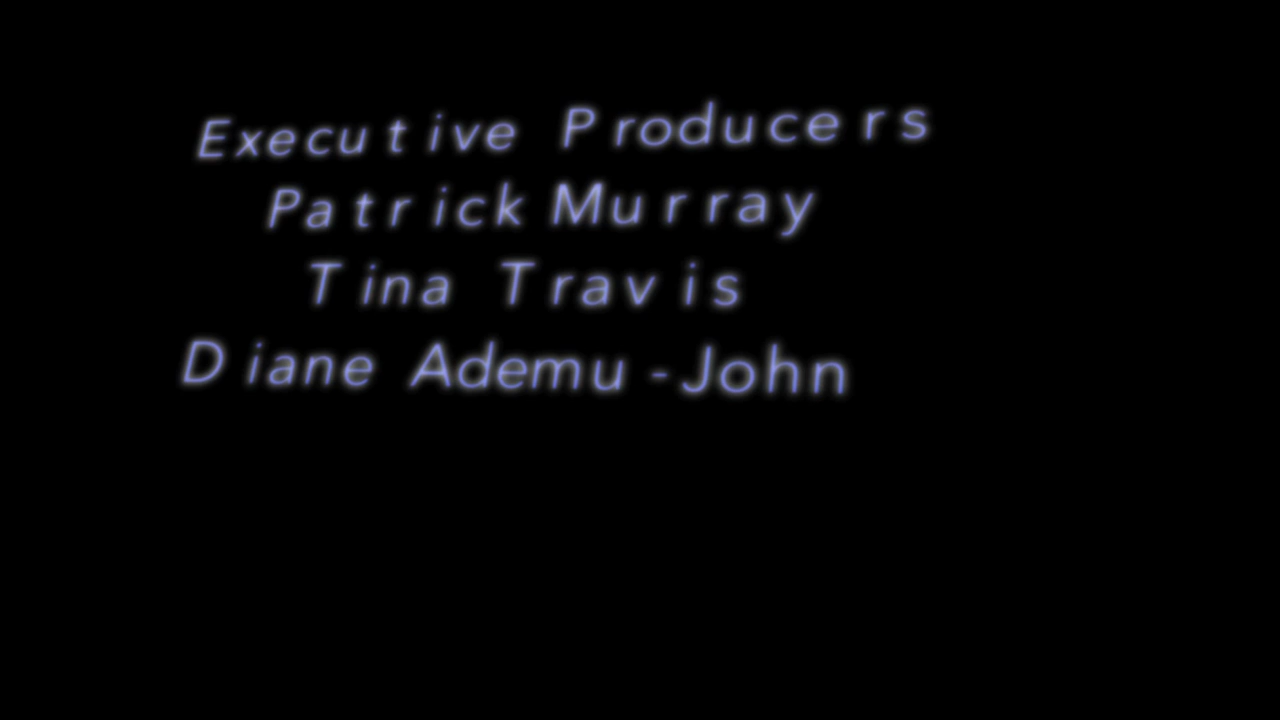 Executive Producers
Patrick Murray
Tina Travis
Diane Ademu-John